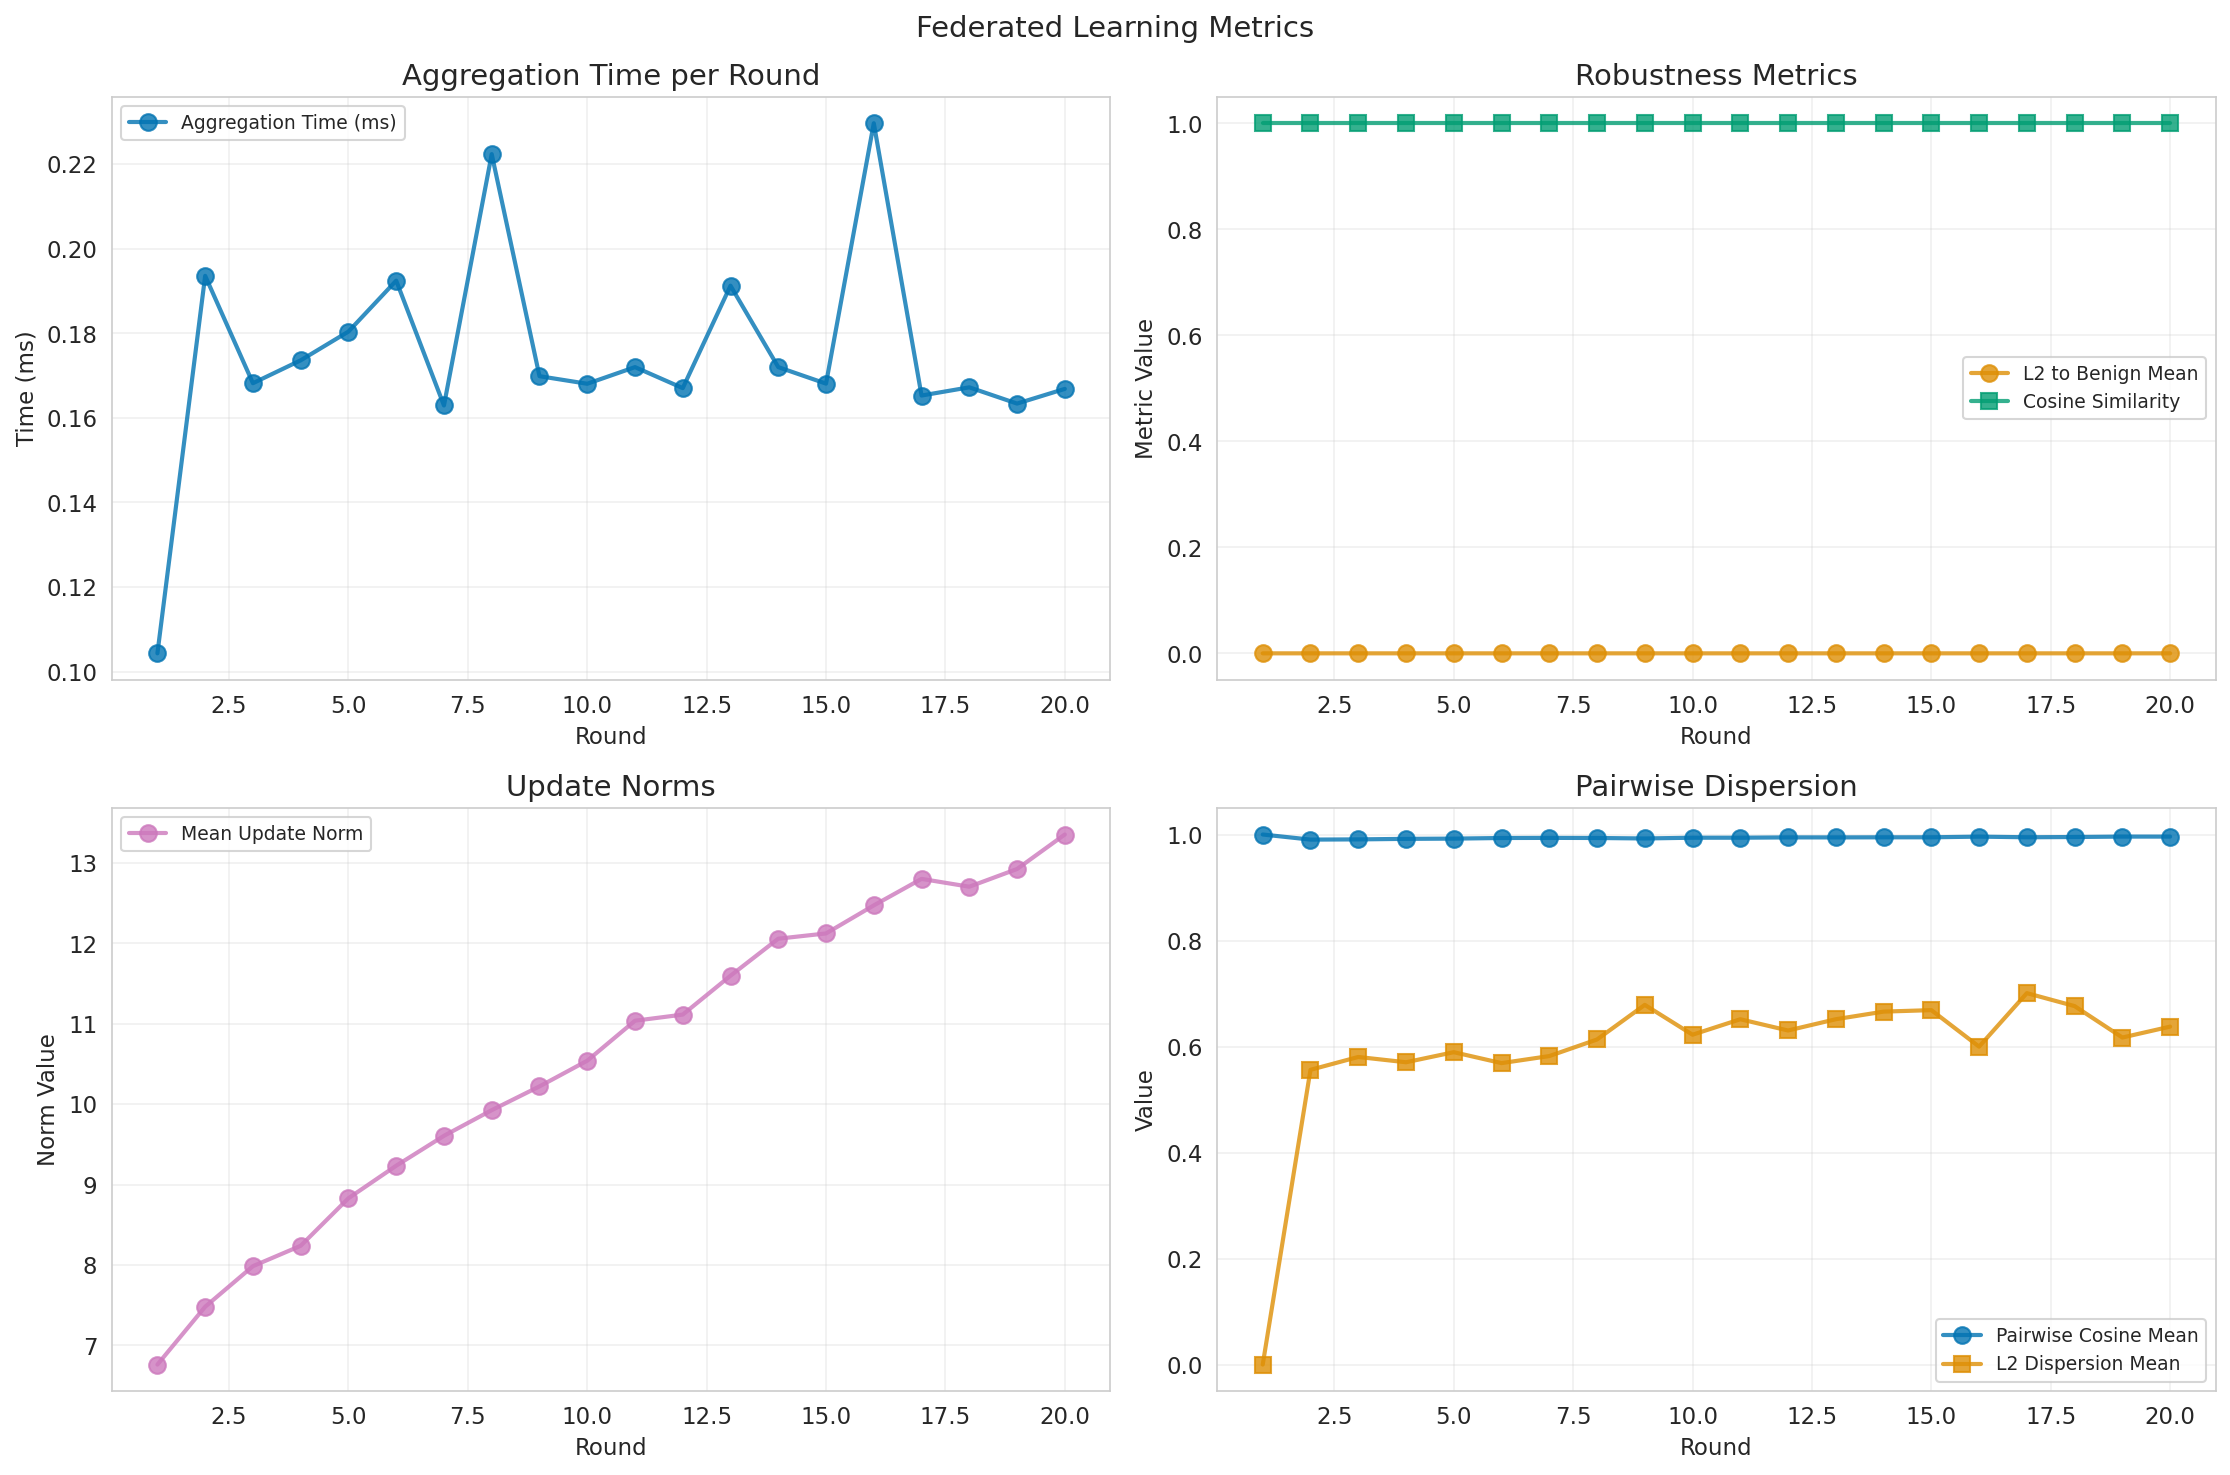 Federated Learning Metrics
Aggregation Time per Round
Aggregation Time (ms)
Time (ms)
0.22
0.20
0.18
0.16
0.14
0.12
0.10
2.5 5.0 7.5 10.0 12.5 15.0 17.5 20.0
Round
Robustness Metrics
Metric Value
1.0
0.8
0.6
0.4
0.2
0.0
L2 to Benign Mean
Cosine Similarity
2.5 5.0 7.5 10.0 12.5 15.0 17.5 20.0
Round
Update Norms
Mean Update Norm
Norm Value
13
12
11
10
9
8
7
2.5 5.0 7.5 10.0 12.5 15.0 17.5 20.0
Round
Pairwise Dispersion
Value
1.0
0.8
0.6
0.4
0.2
0.0
Pairwise Cosine Mean
L2 Dispersion Mean
2.5 5.0 7.5 10.0 12.5 15.0 17.5 20.0
Round